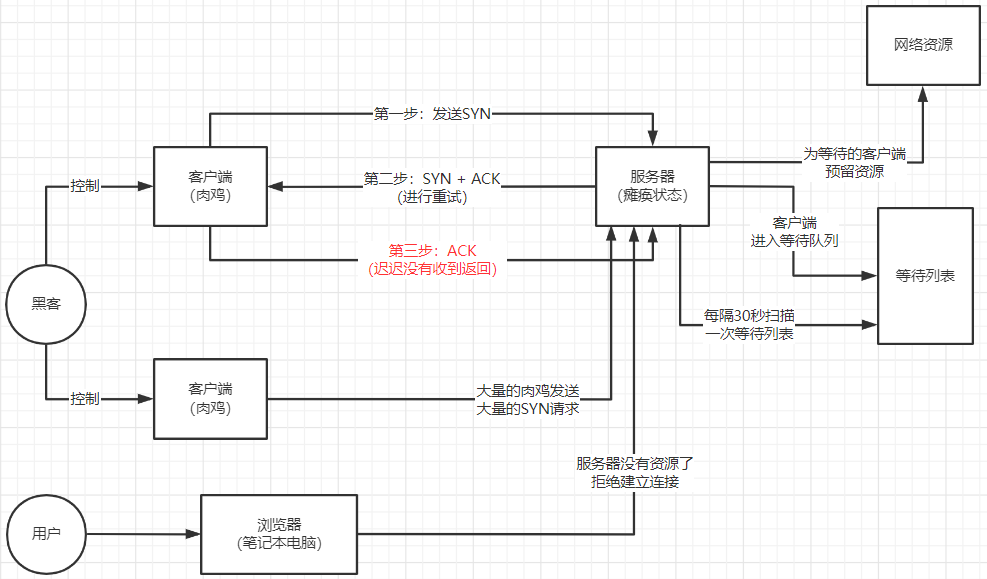 网络资源
第一步：发送SYN
客户端
(肉鸡)
控制
第二步：SYN + ACK
(进行重试)
服务器
(瘫痪状态)
为等待的客户端
预留资源
客户端
进入等待队列
第三步：ACK
(迟迟没有收到返回)
等待列表
黑客
每隔30秒扫描
一次等待列表
控制
客户端
(肉鸡)
大量的肉鸡发送
大量的SYN请求
服务器没有资源了
拒绝建立连接
用户
浏览器
(笔记本电脑)